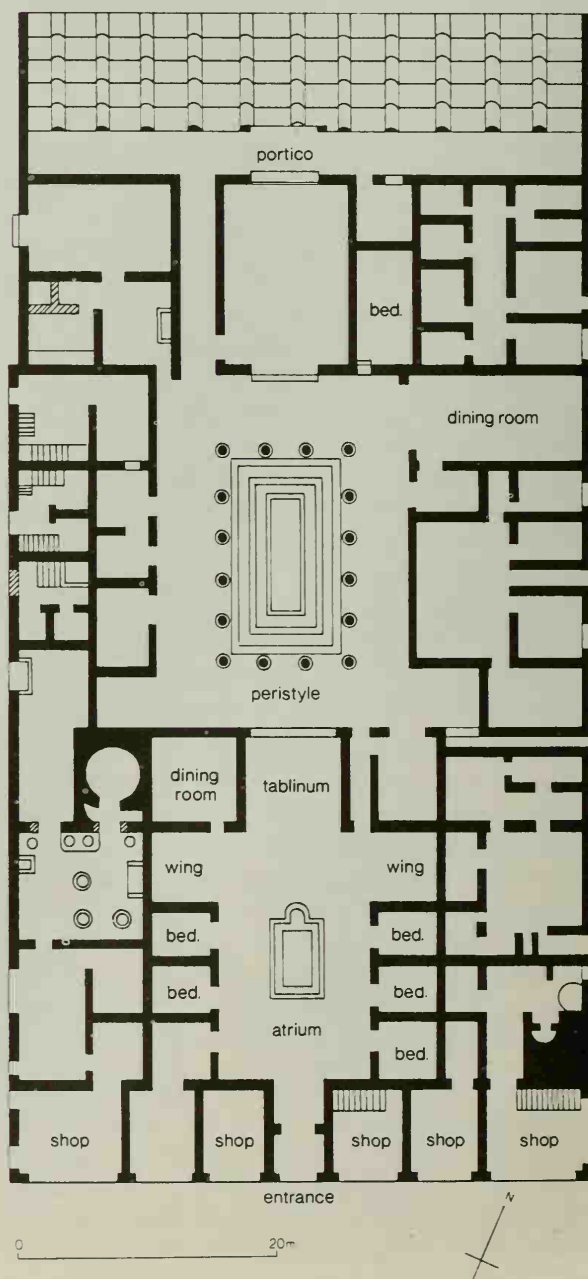 portico
bed.
dining room
peristyle
dining
room
tablinum
wing
wing
bed.
bed.
bed.
bed.
atrium
bed.
shop
shop
shop
shop
shop
entrance
N
0
20m